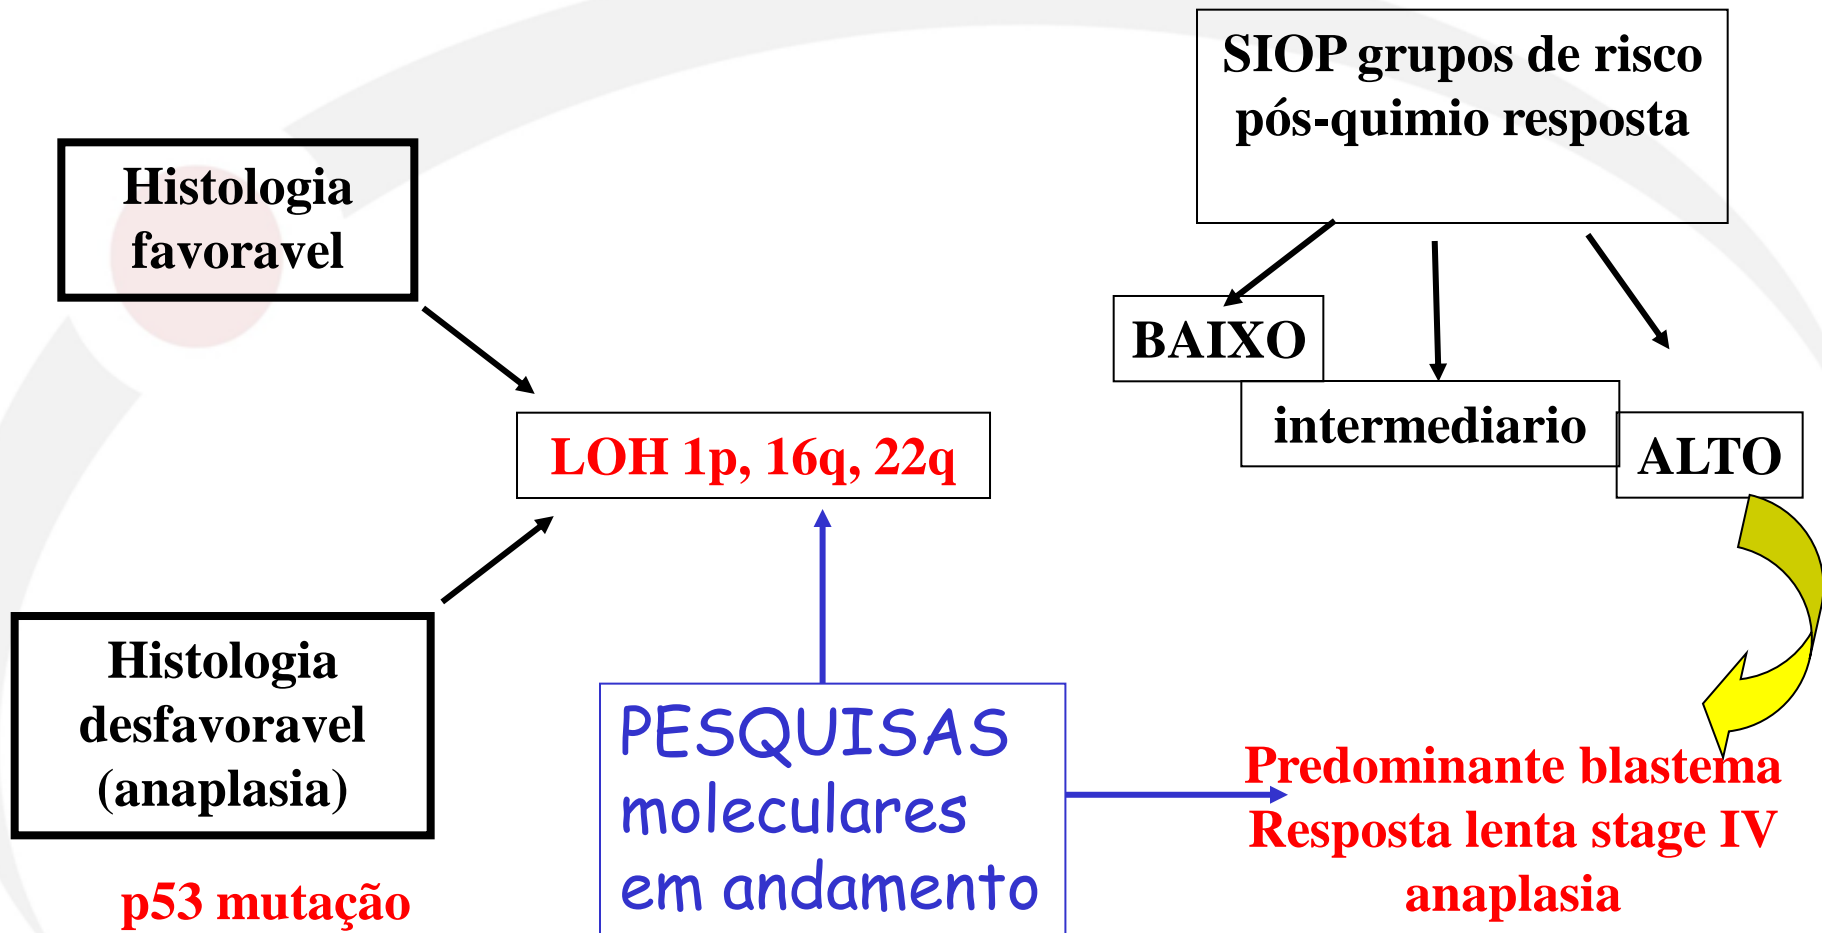 SIOP grupos de risco
pós-quimio resposta
Histologia
favoravel
BAIXO
intermediario
ALTO
LOH 1p, 16q, 22q
Histologia
desfavoravel
(anaplasia)
p53 mutação
PESQUISAS
moleculares
em andamento
Predominante blastema
Resposta lenta stage IV
anaplasia